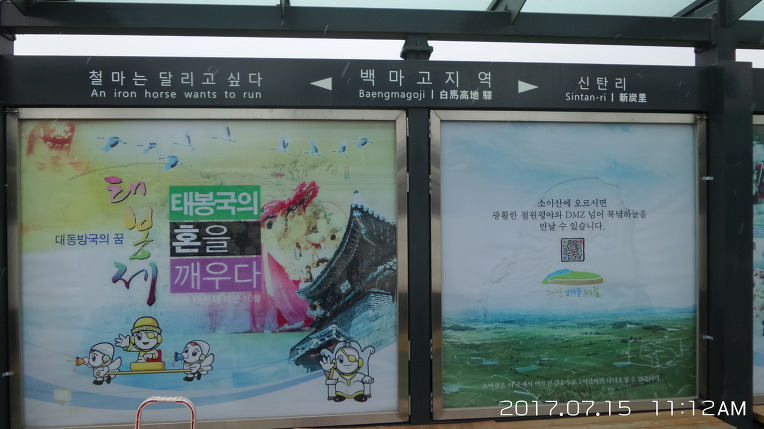 철마는 달리고 싶다
An iron horse wants to run
◀ 백마고지역 ▶
Baengmagoji | 白馬高地 驛
신탄리
Sintan-ri | 新炭里
태봉제
대동방국의 꿈
태봉국의
혼을
깨우다
소이산에 오르시면
광활한 철원평야와 DMZ 넘어 북녘하늘을
만날 수 있습니다.
2017.07.15 11:12AM